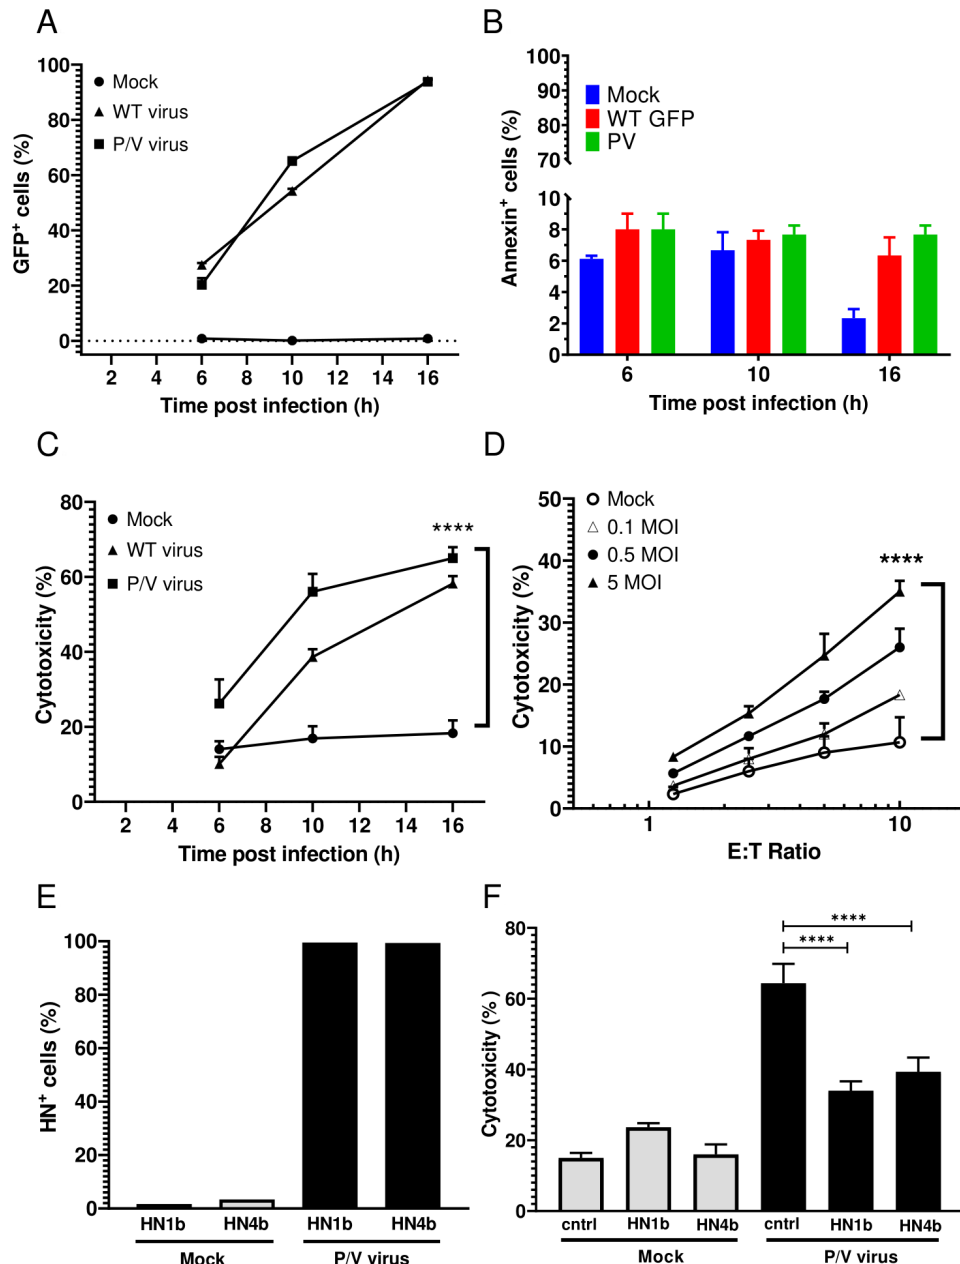 A
GFP+ cells (%)
100
80
60
40
20
0
Mock
WT virus
P/V virus
2 4 6 8 10 12 14 16
Time post infection (h)
B
Annexin+ cells (%)
100
90
80
70
10
8
6
4
2
0
Mock
WT GFP
PV
6 10 16
Time post infection (h)
C
Cytotoxicity (%)
80
60
40
20
0
Mock
WT virus
P/V virus
****
2 4 6 8 10 12 14 16
Time post infection (h)
D
Cytotoxicity (%)
50
40
30
20
10
0
Mock
0.1 MOI
0.5 MOI
5 MOI
****
1 10
E:T Ratio
E
HN+ cells (%)
100
80
60
40
20
0
HN1b HN4b HN1b HN4b
Mock P/V virus
F
Cytotoxicity (% )
80
60
40
20
0
****
****
cntrl HN1b HN4b cntrl HN1b HN4b
Mock P/V virus